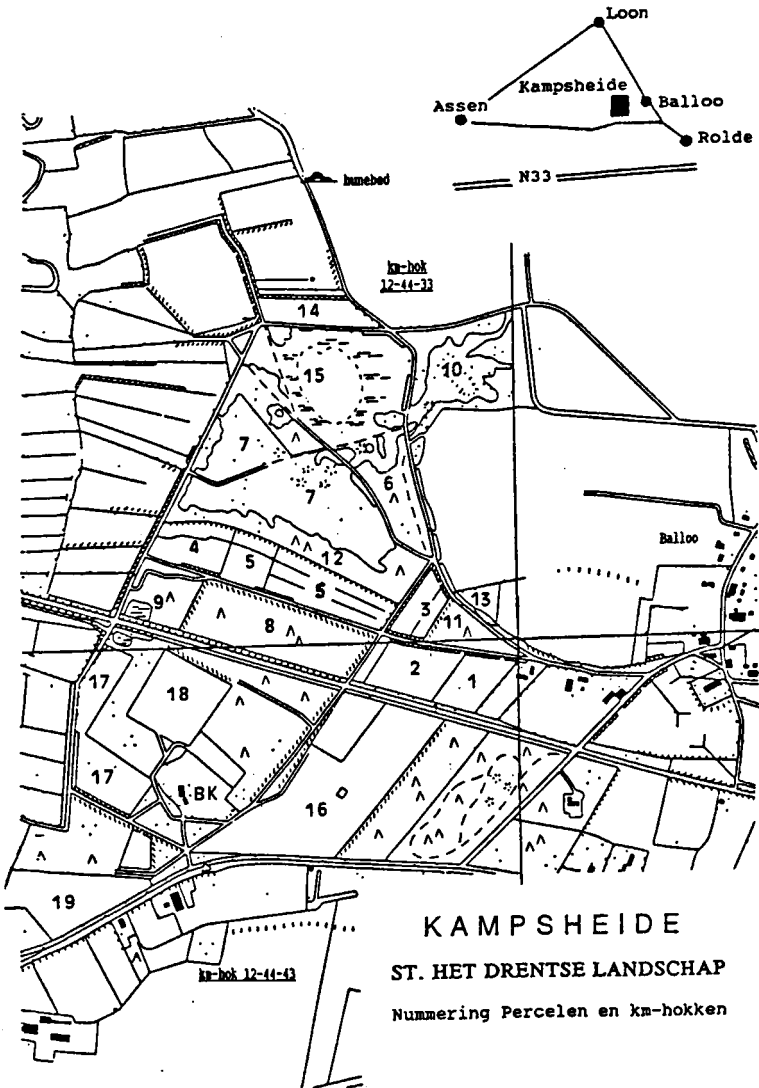 Loon
Kampsheide
Assen
Balloo
Rolde
N33
hunebed
km-hok
12-44-33
14
15
10
7
7
6
12
4
5
5
Balloo
3
13
11
9
8
2
1
17
18
17
BK
16
19
km-hok 12-44-43
KAMPSHEIDE
ST. HET DRENTSE LANDSCHAP
Nummering Percelen en km-hokken